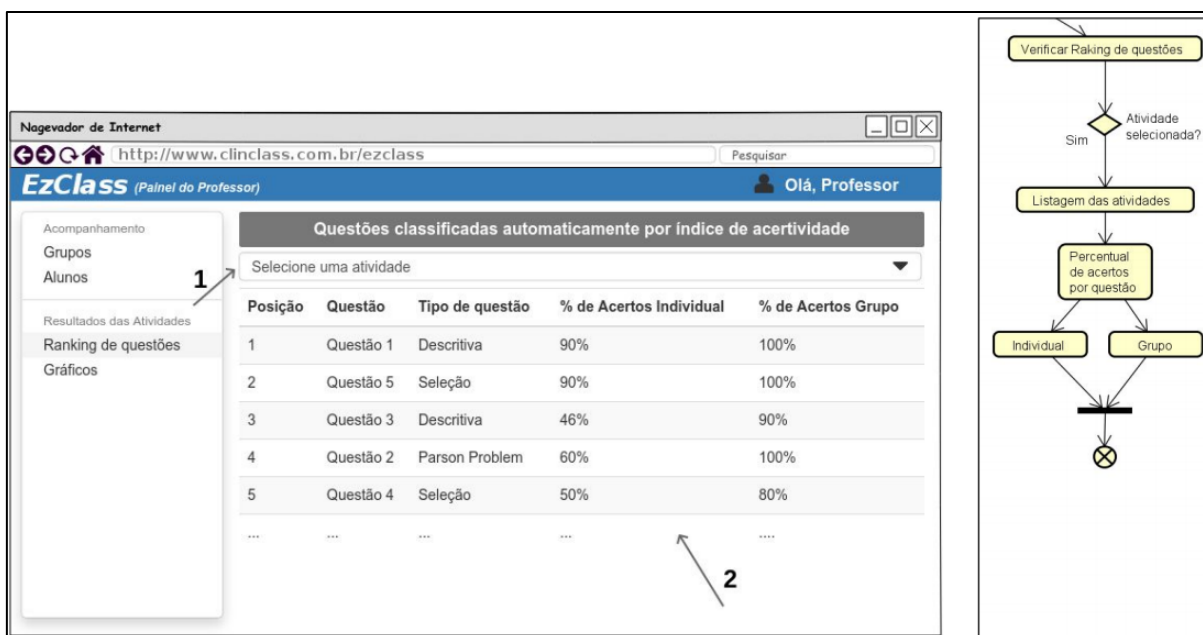 Nagevador de Internet
http://www.clinclass.com.br/ezclass
Pesquisar
EzClass (Painel do Professor)
Olá, Professor
Acompanhamento
Grupos
Alunos
1
Resultados das Atividades
Ranking de questões
Gráficos
Questões classificadas automaticamente por índice de acertividade
Selecione uma atividade
Posição Questão Tipo de questão % de Acertos Individual % de Acertos Grupo
1 Questão 1 Descritiva 90% 100%
2 Questão 5 Seleção 90% 100%
3 Questão 3 Descritiva 46% 90%
4 Questão 2 Parson Problem 60% 100%
5 Questão 4 Seleção 50% 80%
... ... ... ... ....
2
Verificar Raking de questões
Atividade
selecionada?
Sim
Listagem das atividades
Percentual
de acertos
por questão
Individual
Grupo